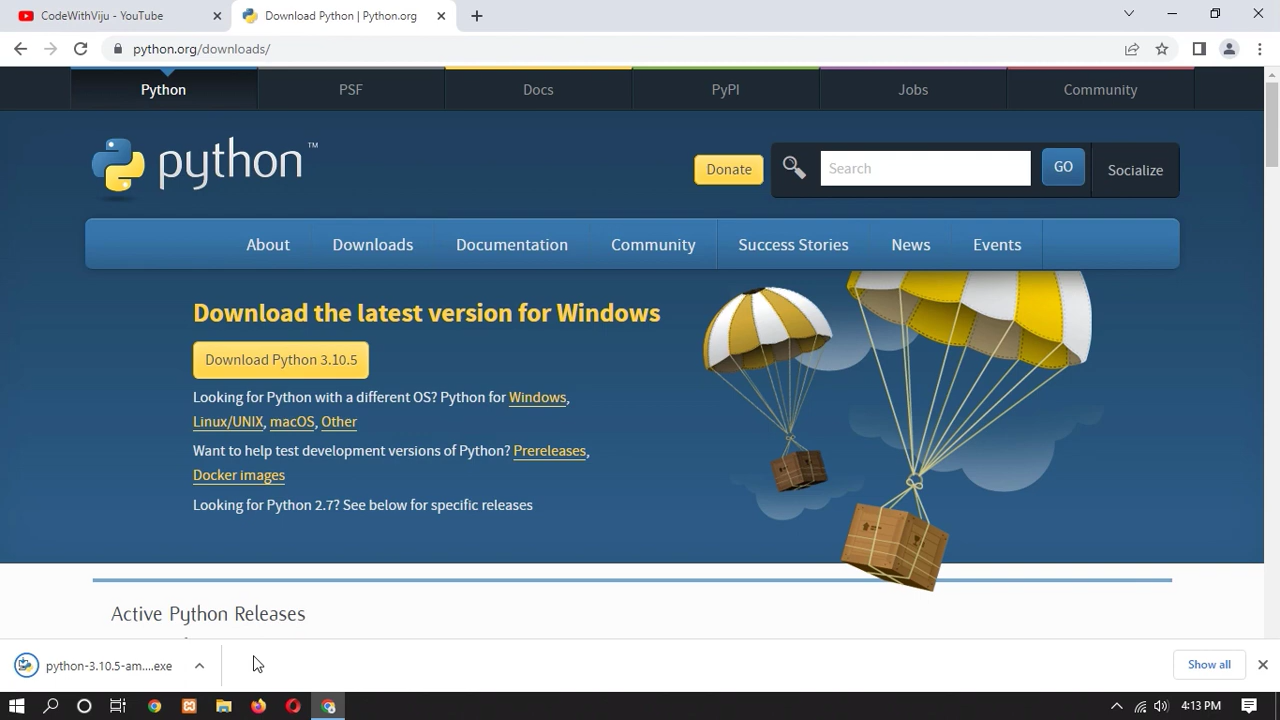 CodeWithViju - YouTube
Download Python | Python.org
python.org/downloads/
Python
PSF
Docs
PyPI
Jobs
Community
python™
Donate
Search
GO
Socialize
About
Downloads
Documentation
Community
Success Stories
News
Events
Download the latest version for Windows
Download Python 3.10.5
Looking for Python with a different OS? Python for Windows,
Linux/UNIX, macOS, Other
Want to help test development versions of Python? Prereleases,
Docker images
Looking for Python 2.7? See below for specific releases
Active Python Releases
python-3.10.5-am....exe
Show all
4:13 PM